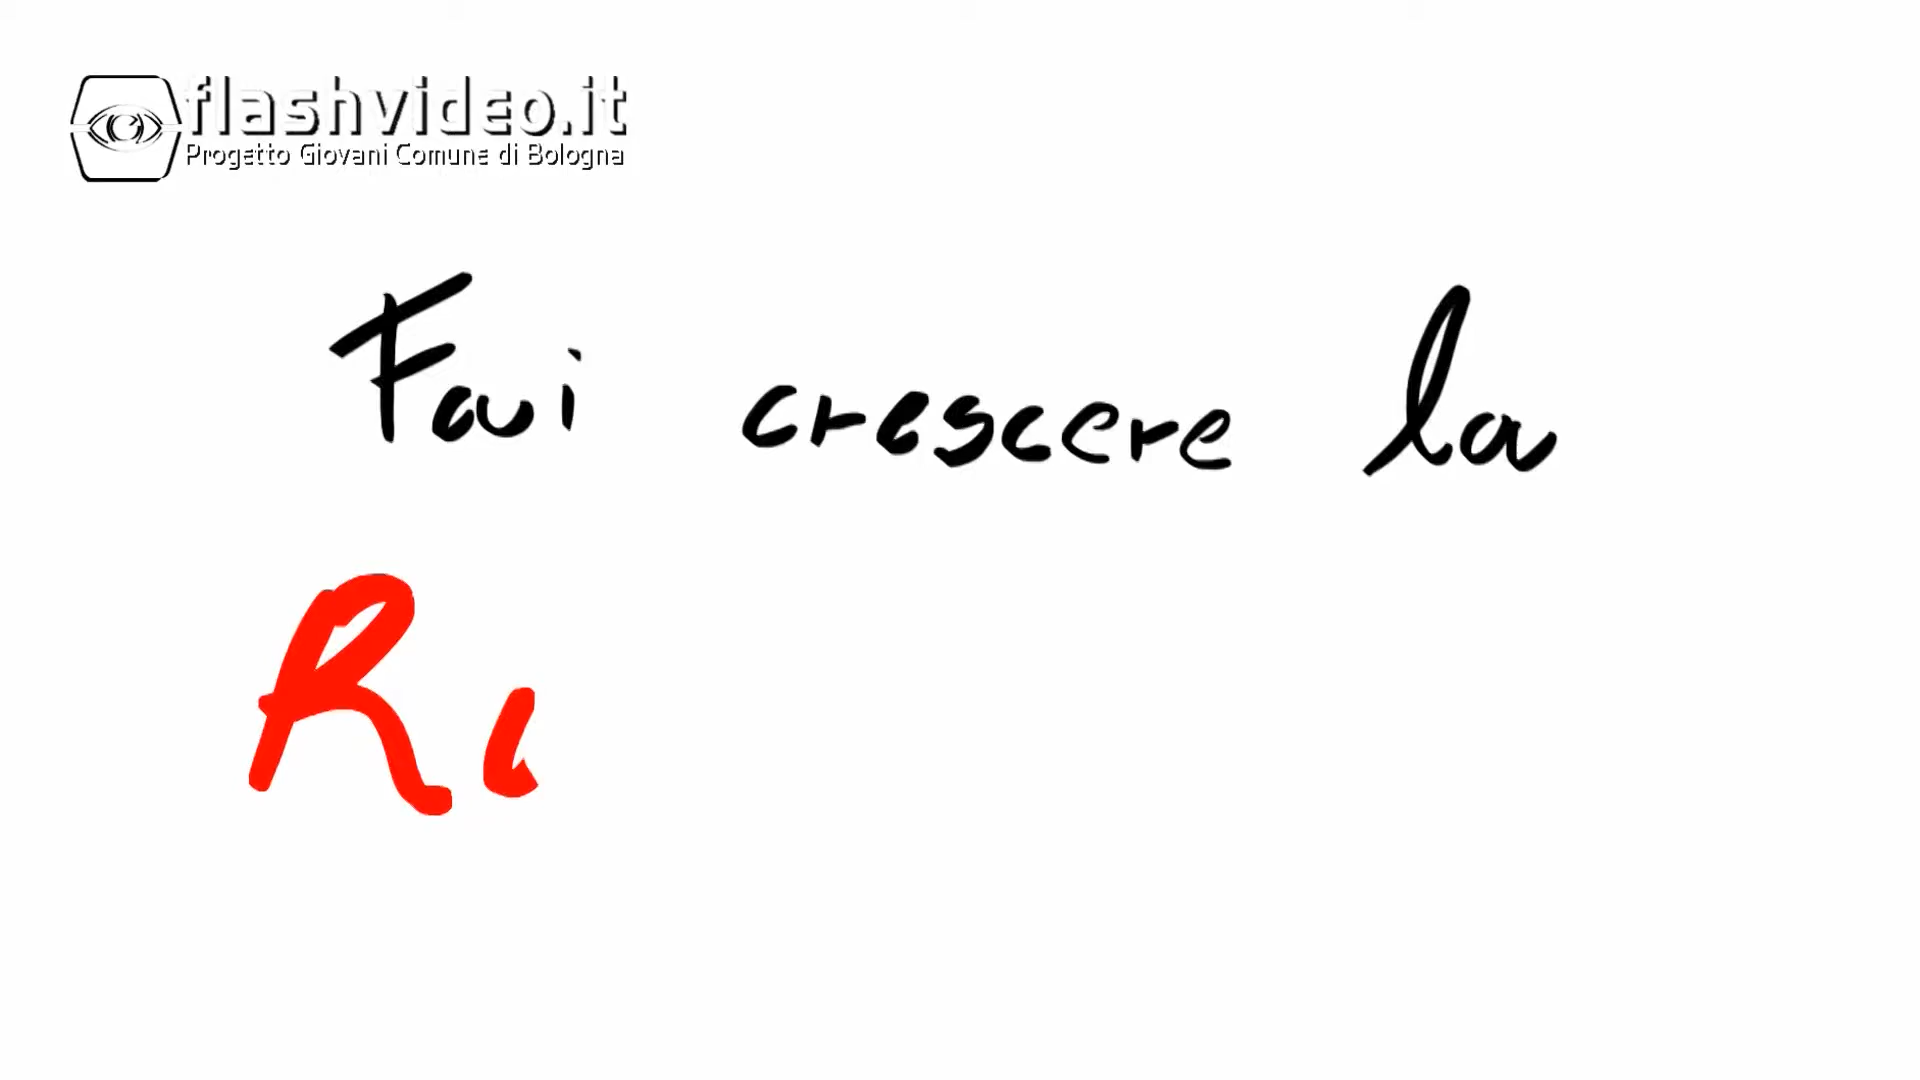 flashvideo.it
Progetto Giovani Comune di Bologna
Fai crescere la